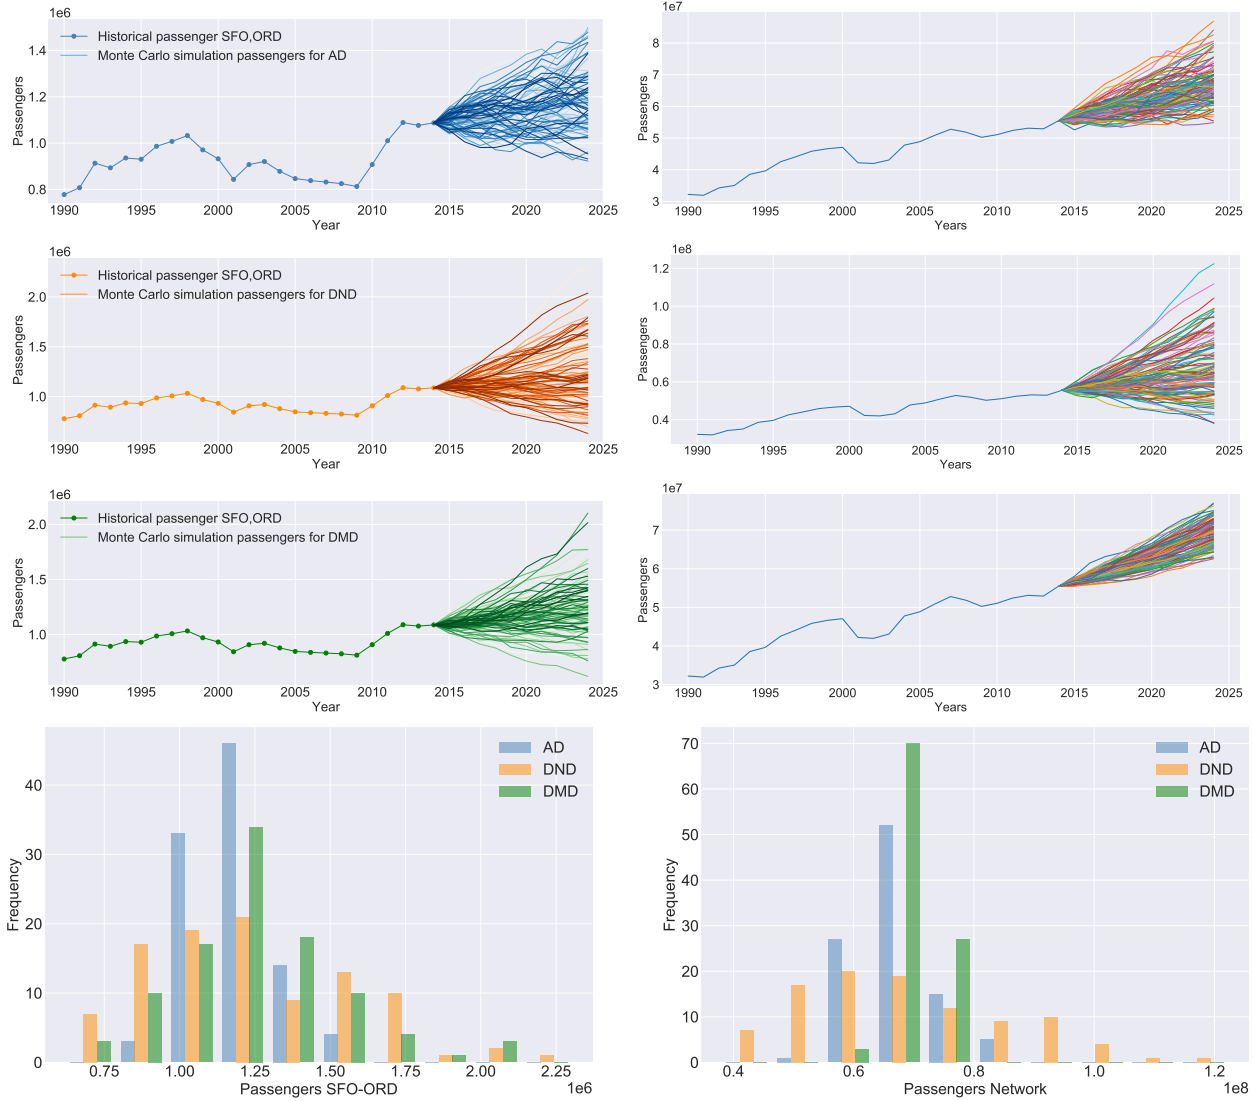 1e6
Historical passenger SFO,ORD
Monte Carlo simulation passengers for AD
Passengers
1.4
1.2
1.0
0.8
1990 1995 2000 2005 2010 2015 2020 2025
Year
1e7
Passengers
8
7
6
5
4
3
1990 1995 2000 2005 2010 2015 2020 2025
Years
1e6
Historical passenger SFO,ORD
Monte Carlo simulation passengers for DND
Passengers
2.0
1.5
1.0
1990 1995 2000 2005 2010 2015 2020 2025
Year
1e8
Passengers
1.2
1.0
0.8
0.6
0.4
1990 1995 2000 2005 2010 2015 2020 2025
Years
1e6
Historical passenger SFO,ORD
Monte Carlo simulation passengers for DMD
Passengers
2.0
1.5
1.0
1990 1995 2000 2005 2010 2015 2020 2025
Year
1e7
Passengers
7
6
5
4
3
1990 1995 2000 2005 2010 2015 2020 2025
Years
AD
DND
DMD
Frequency
40
30
20
10
0
0.75 1.00 1.25 1.50 1.75 2.00 2.25
Passengers SFO-ORD
1e6
AD
DND
DMD
Frequency
70
60
50
40
30
20
10
0
0.4 0.6 0.8 1.0 1.2
Passengers Network
1e8